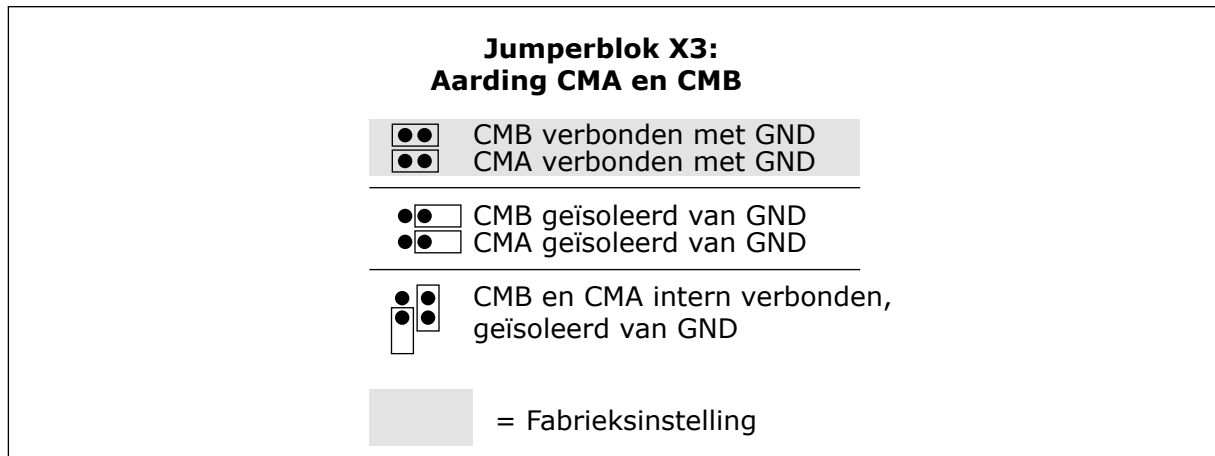 Jumperblok X3:
Aarding CMA en CMB
CMB verbonden met GND
CMA verbonden met GND
CMB geïsoleerd van GND
CMA geïsoleerd van GND
CMB en CMA intern verbonden,
geïsoleerd van GND
= Fabrieksinstelling